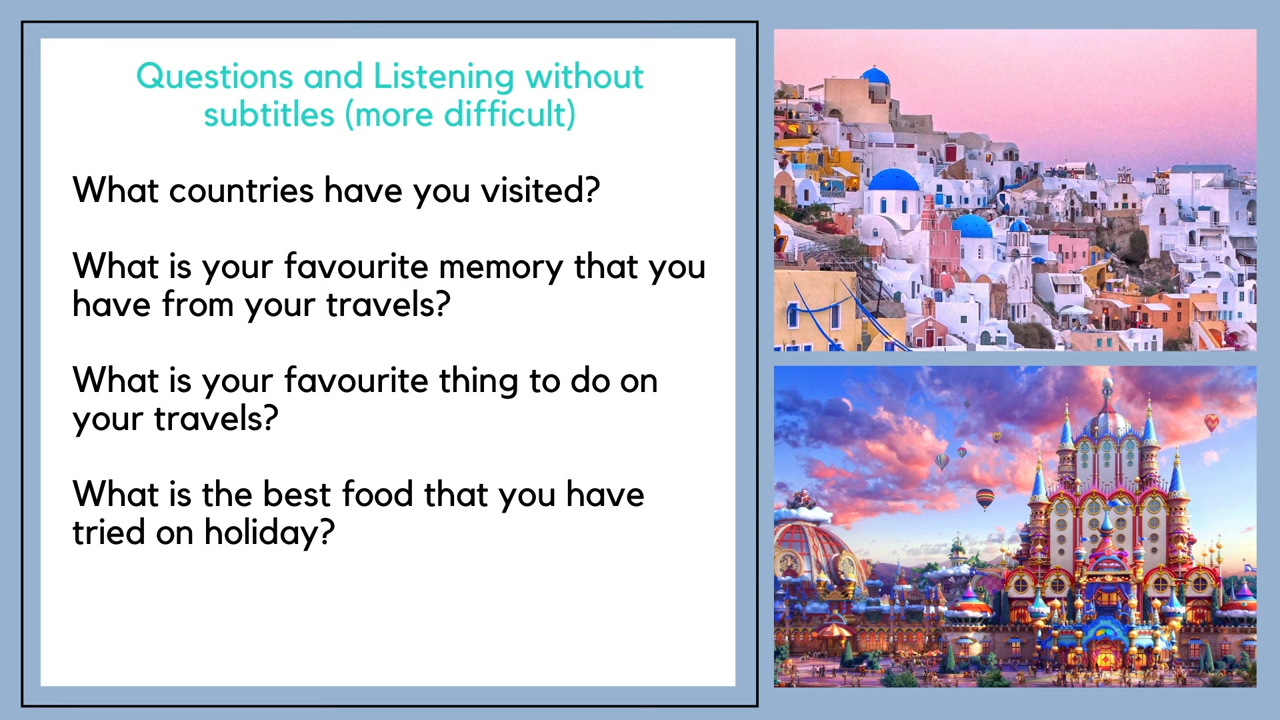 Questions and Listening without
subtitles (more difficult)
What countries have you visited?
What is your favourite memory that you
have from your travels?
What is your favourite thing to do on
your travels?
What is the best food that you have
tried on holiday?